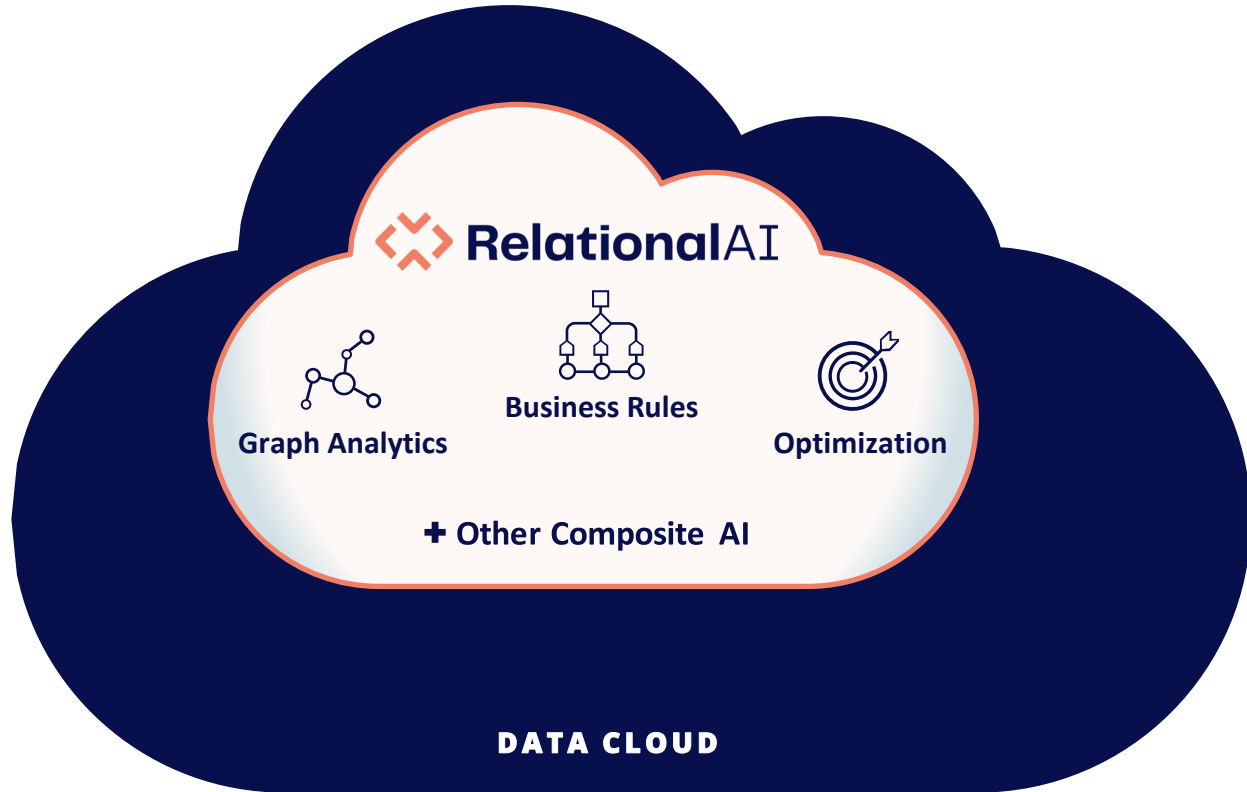 RelationalAI
Business Rules
Graph Analytics
Optimization
+ Other Composite AI
DATA CLOUD